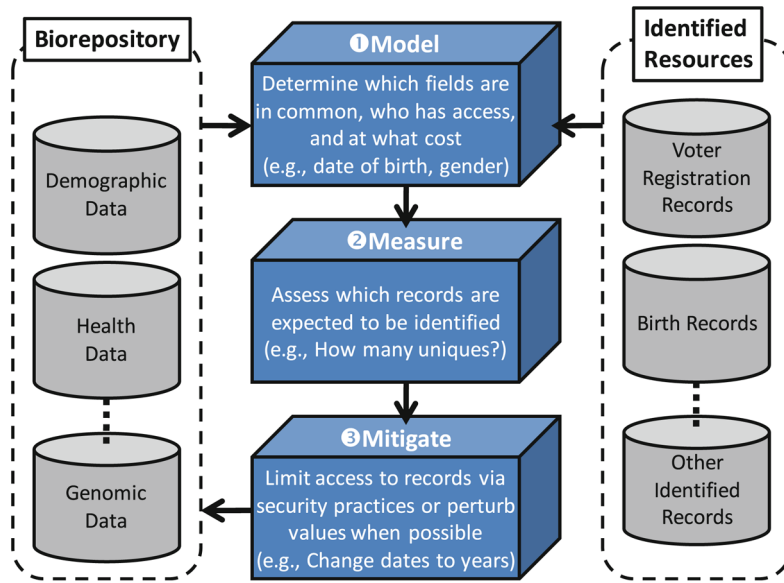 Biorepository
Demographic
Data
Health
Data
Genomic
Data
❶Model
Determine which fields are
in common, who has access,
and at what cost
(e.g., date of birth, gender)
❷Measure
Assess which records are
expected to be identified
(e.g., How many uniques?)
❸Mitigate
Limit access to records via
security practices or perturb
values when possible
(e.g., Change dates to years)
Identified
Resources
Voter
Registration
Records
Birth Records
Other
Identified
Records